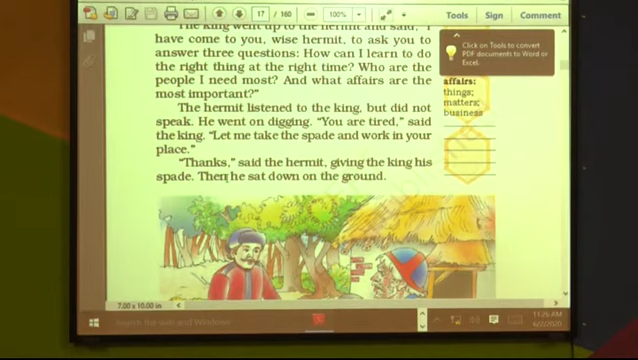 17 / 160
100%
Tools
Sign
Comment
The king went up to the hermit and said, "I
have come to you, wise hermit, to ask you to
answer three questions: How can I learn to do
the right thing at the right time? Who are the
people I need most? And what affairs are the
most important?"
The hermit listened to the king, but did not
speak. He went on digging. "You are tired," said
the king. "Let me take the spade and work in your
place."
"Thanks," said the hermit, giving the king his
spade. Then he sat down on the ground.
Click on Tools to convert
PDF documents to Word or
Excel.
affairs:
things;
matters;
business
7.00 x 10.00 in
Search the web and Windows
11:26 AM
6/7/2020